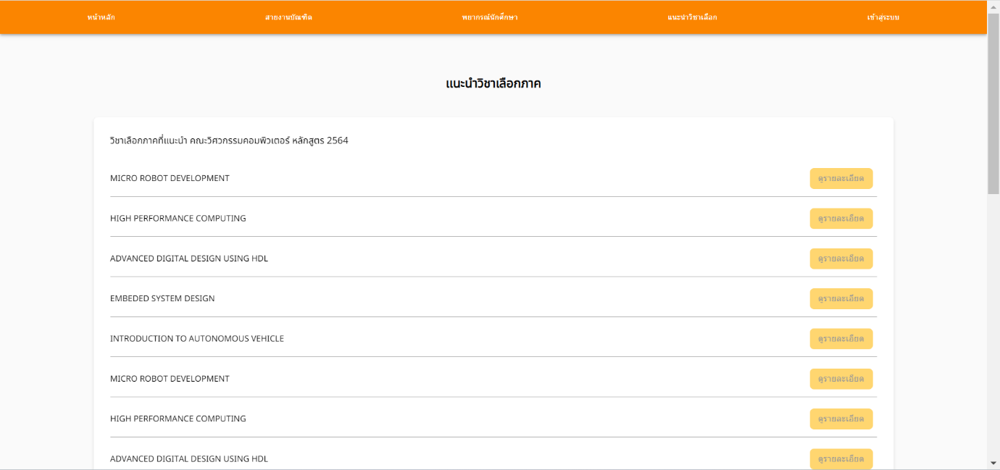 หน้าหลัก สายงานบัณฑิต พยากรณ์นักศึกษา แนะนำวิชาเลือก เข้าสู่ระบบ
แนะนำวิชาเลือกภาค
วิชาเลือกภาคที่แนะนำ คณะวิศวกรรมคอมพิวเตอร์ หลักสูตร 2564
MICRO ROBOT DEVELOPMENT ดูรายละเอียด
HIGH PERFORMANCE COMPUTING ดูรายละเอียด
ADVANCED DIGITAL DESIGN USING HDL ดูรายละเอียด
EMBEDED SYSTEM DESIGN ดูรายละเอียด
INTRODUCTION TO AUTONOMOUS VEHICLE ดูรายละเอียด
MICRO ROBOT DEVELOPMENT ดูรายละเอียด
HIGH PERFORMANCE COMPUTING ดูรายละเอียด
ADVANCED DIGITAL DESIGN USING HDL ดูรายละเอียด